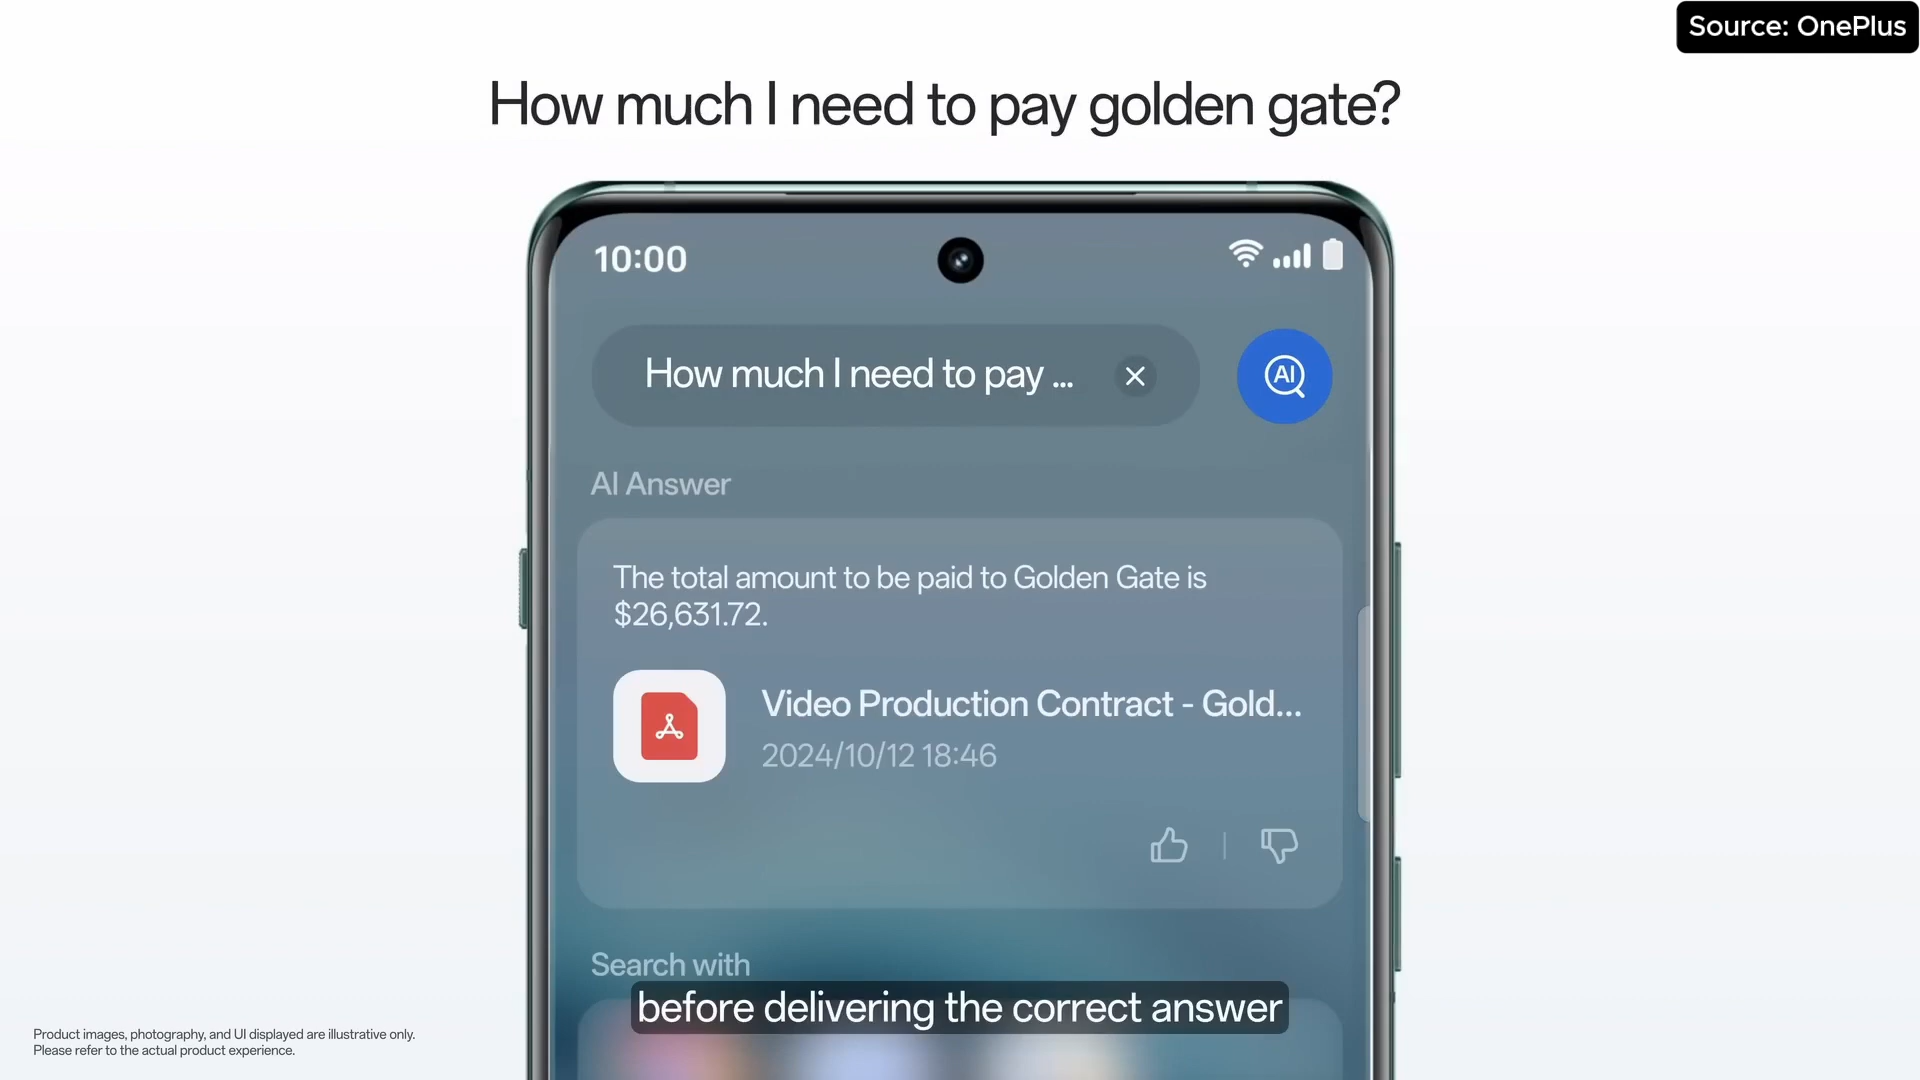 Source: OnePlus
How much I need to pay golden gate?
10:00
How much I need to pay ...
AI
AI Answer
The total amount to be paid to Golden Gate is
$26,631.72.
Video Production Contract - Gold...
2024/10/12 18:46
Search with
before delivering the correct answer
Product images, photography, and UI displayed are illustrative only.
Please refer to the actual product experience.